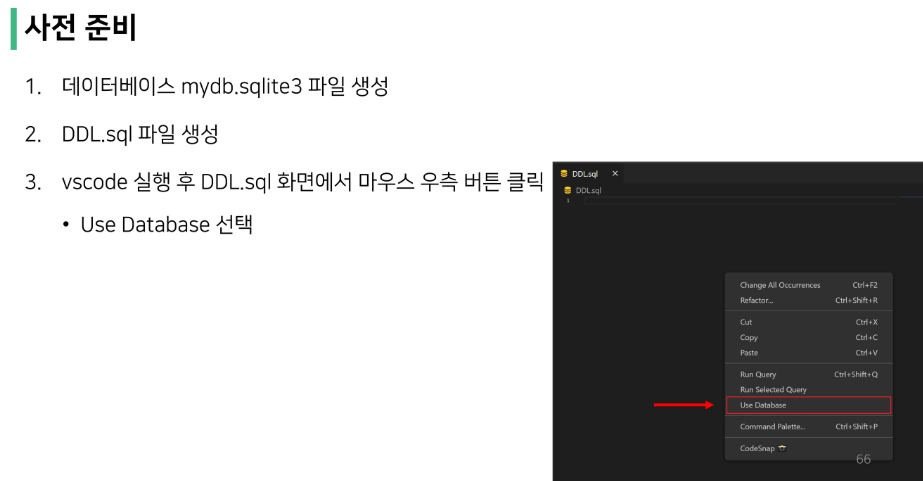 사전 준비
1. 데이터베이스 mydb.sqlite3 파일 생성
2. DDL.sql 파일 생성
3. vscode 실행 후 DDL.sql 화면에서 마우스 우측 버튼 클릭
• Use Database 선택
DDL.sql ×
DDL.sql
1
Change All Occurrences Ctrl+F2
Refactor... Ctrl+Shift+R
Cut Ctrl+X
Copy Ctrl+C
Paste Ctrl+V
Run Query Ctrl+Shift+Q
Run Selected Query
Use Database
Command Palette... Ctrl+Shift+P
CodeSnap 📸
66